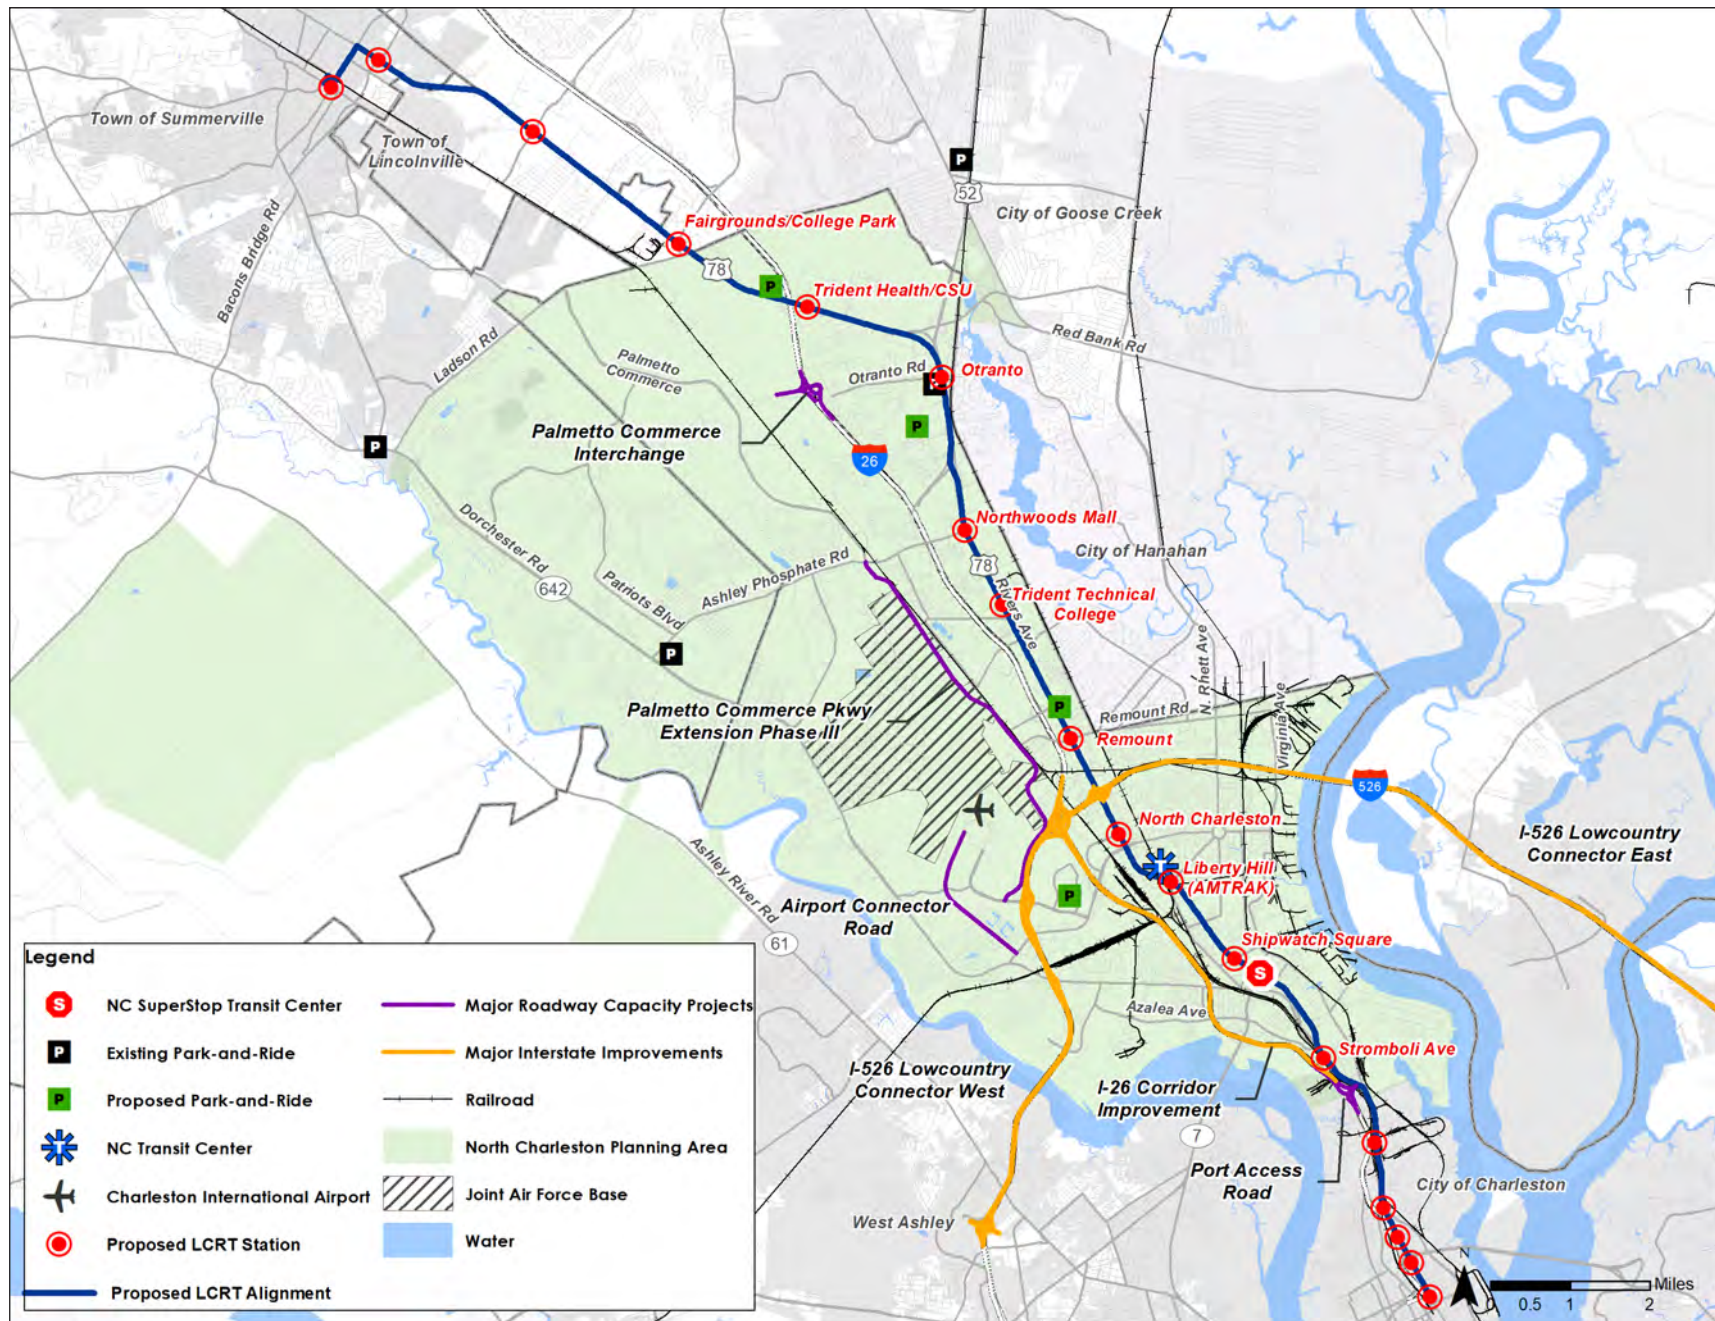 Town of Summerville
Town of
Lincolnville
Bacons Bridge Rd
P
52
City of Goose Creek
Fairgrounds/College Park
78
P
Trident Health/CSU
Red Bank Rd
Ladson Rd
Palmetto
Commerce
Otranto Rd
Otranto
P
Palmetto Commerce
Interchange
26
P
Northwoods Mall
City of Hanahan
78
Dorchester Rd
642
Patriots Blvd
Ashley Phosphate Rd
Rivers Ave
Trident Technical
College
P
N. Rhett Ave
Virginia Ave
Palmetto Commerce Pkwy
Extension Phase III
P
Remount Rd
Remount
526
North Charleston
I-526 Lowcountry
Connector East
T
Liberty Hill
(AMTRAK)
P
Ashley River Rd
61
Airport Connector
Road
Shipwatch Square
S
Azalea Ave
Stromboli Ave
I-526 Lowcountry
Connector West
I-26 Corridor
Improvement
7
Port Access
Road
City of Charleston
West Ashley
Legend
S
NC SuperStop Transit Center
P
Existing Park-and-Ride
P
Proposed Park-and-Ride
T
NC Transit Center
Charleston International Airport
Proposed LCRT Station
Proposed LCRT Alignment
Major Roadway Capacity Projects
Major Interstate Improvements
Railroad
North Charleston Planning Area
Joint Air Force Base
Water
N
Miles
0 0.5 1 2